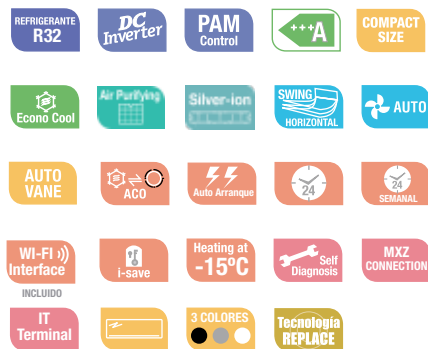 REFRIGERANTE
R32
DC
Inverter
PAM
Control
+++A
COMPACT
SIZE
Econo Cool
Air Purifying
Silver-ion
SWING
HORIZONTAL
AUTO
AUTO
VANE
ACO
Auto Arranque
24
24
SEMANAL
WI-FI
Interface
INCLUIDO
i-save
Heating at
-15ºC
Self
Diagnosis
MXZ
CONNECTION
IT
Terminal
3 COLORES
Tecnología
REPLACE